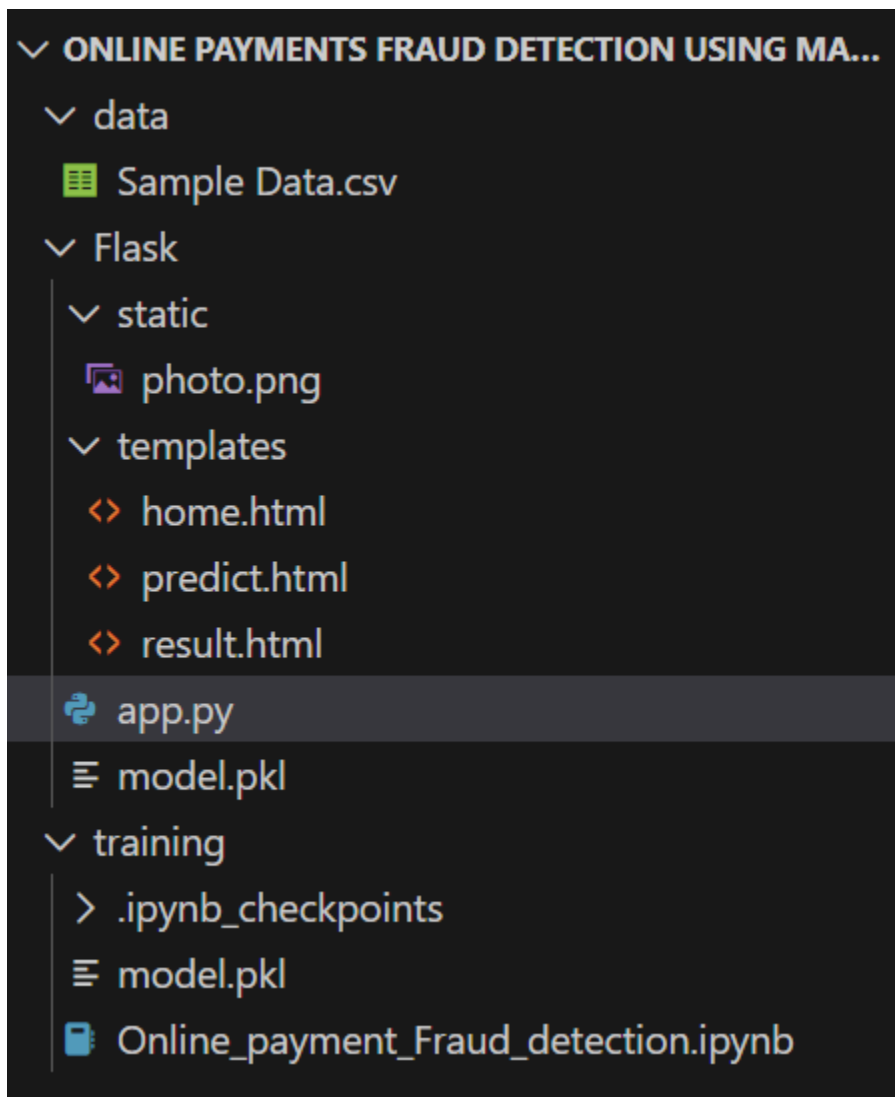 ONLINE PAYMENTS FRAUD DETECTION USING MA...
data
Sample Data.csv
Flask
static
photo.png
templates
home.html
predict.html
result.html
app.py
model.pkl
training
.ipynb_checkpoints
model.pkl
Online_payment_Fraud_detection.ipynb